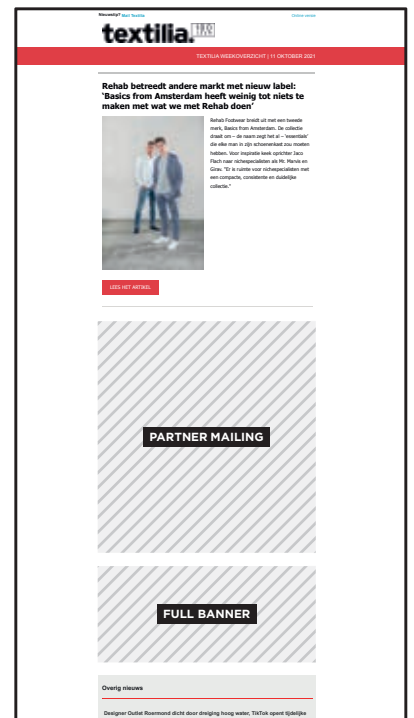 Nieuwstip? Mail Textilia
Online versie
textilia.
TEXTILIA WEEKOVERZICHT | 11 OKTOBER 2021
Rehab betreedt andere markt met nieuw label:
'Basics from Amsterdam heeft weinig tot niets te
maken met wat we met Rehab doen'
Rehab Footwear breidt uit met een tweede
merk, Basics from Amsterdam. De collectie
draait om – de naam zegt het al – 'essentials'
die elke man in zijn schoenenkast zou moeten
hebben. Voor inspiratie keek oprichter Jaco
Flach naar nichespecialisten als Mr. Marvis en
Girav. "Er is ruimte voor nichespecialisten met
een compacte, consistente en duidelijke
collectie."
LEES HET ARTIKEL
PARTNER MAILING
FULL BANNER
Overig nieuws
Designer Outlet Roermond dicht door dreiging hoog water, TikTok opent tijdelijke